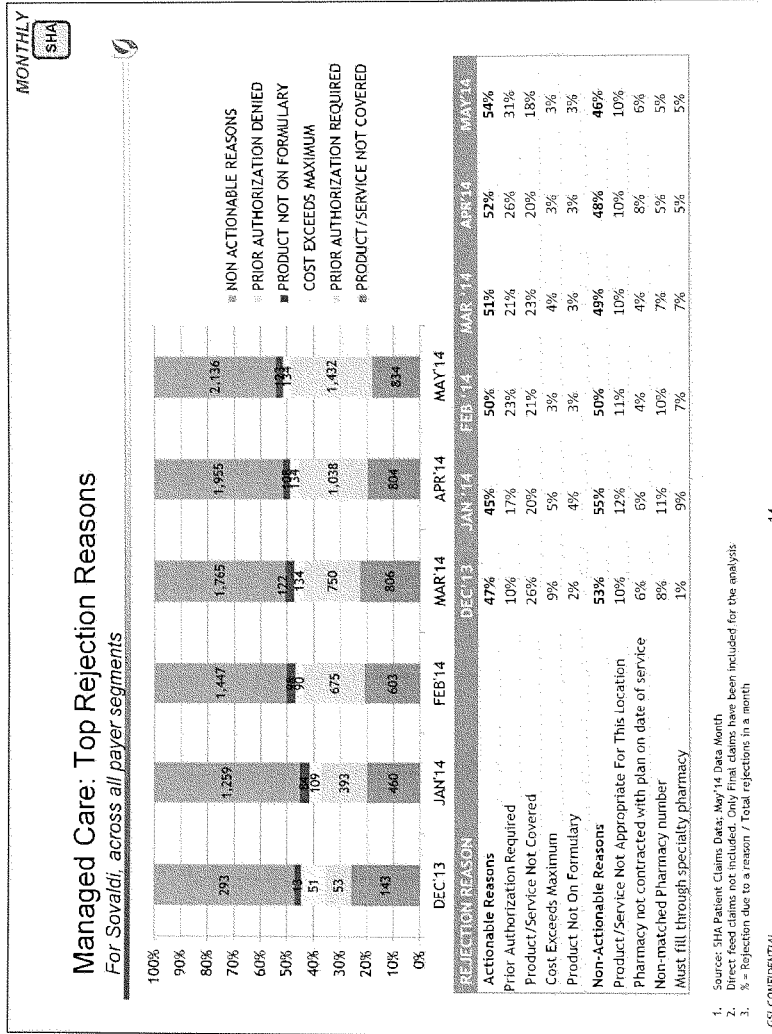 MONTHLY
SHA
Managed Care: Top Rejection Reasons
For Sovaldi, across all payer segments
100%
90%
80%
70%
60%
50%
40%
30%
20%
10%
0%
293
13
51
53
143
1,259
84
109
393
460
1,447
90
675
603
1,765
122
134
750
806
1,955
108
134
1,038
804
2,136
123
134
1,432
834
DEC'13 JAN'14 FEB'14 MAR'14 APR'14 MAY'14
NON ACTIONABLE REASONS
PRIOR AUTHORIZATION DENIED
PRODUCT NOT ON FORMULARY
COST EXCEEDS MAXIMUM
PRIOR AUTHORIZATION REQUIRED
PRODUCT/SERVICE NOT COVERED
REJECTION REASON DEC'13 JAN '14 FEB '14 MAR '14 APR'14 MAY'14
Actionable Reasons 47% 45% 50% 51% 52% 54%
Prior Authorization Required 10% 17% 23% 21% 26% 31%
Product/Service Not Covered 26% 20% 21% 23% 20% 18%
Cost Exceeds Maximum 9% 5% 3% 4% 3% 3%
Product Not On Formulary 2% 4% 3% 3% 3% 3%
Non-Actionable Reasons 53% 55% 50% 49% 48% 46%
Product/Service Not Appropriate For This Location 10% 12% 11% 10% 10% 10%
Pharmacy not contracted with plan on date of service 6% 6% 4% 4% 8% 6%
Non-matched Pharmacy number 8% 11% 10% 7% 5% 5%
Must fill through specialty pharmacy 1% 9% 7% 7% 5% 5%
1. Source: SHA Patient Claims Data; May'14 Data Month
2. Direct feed claims not included. Only Final claims have been included for the analysis
3. % = Rejection due to a reason / Total rejections in a month
GSI CONFIDENTIAL
14